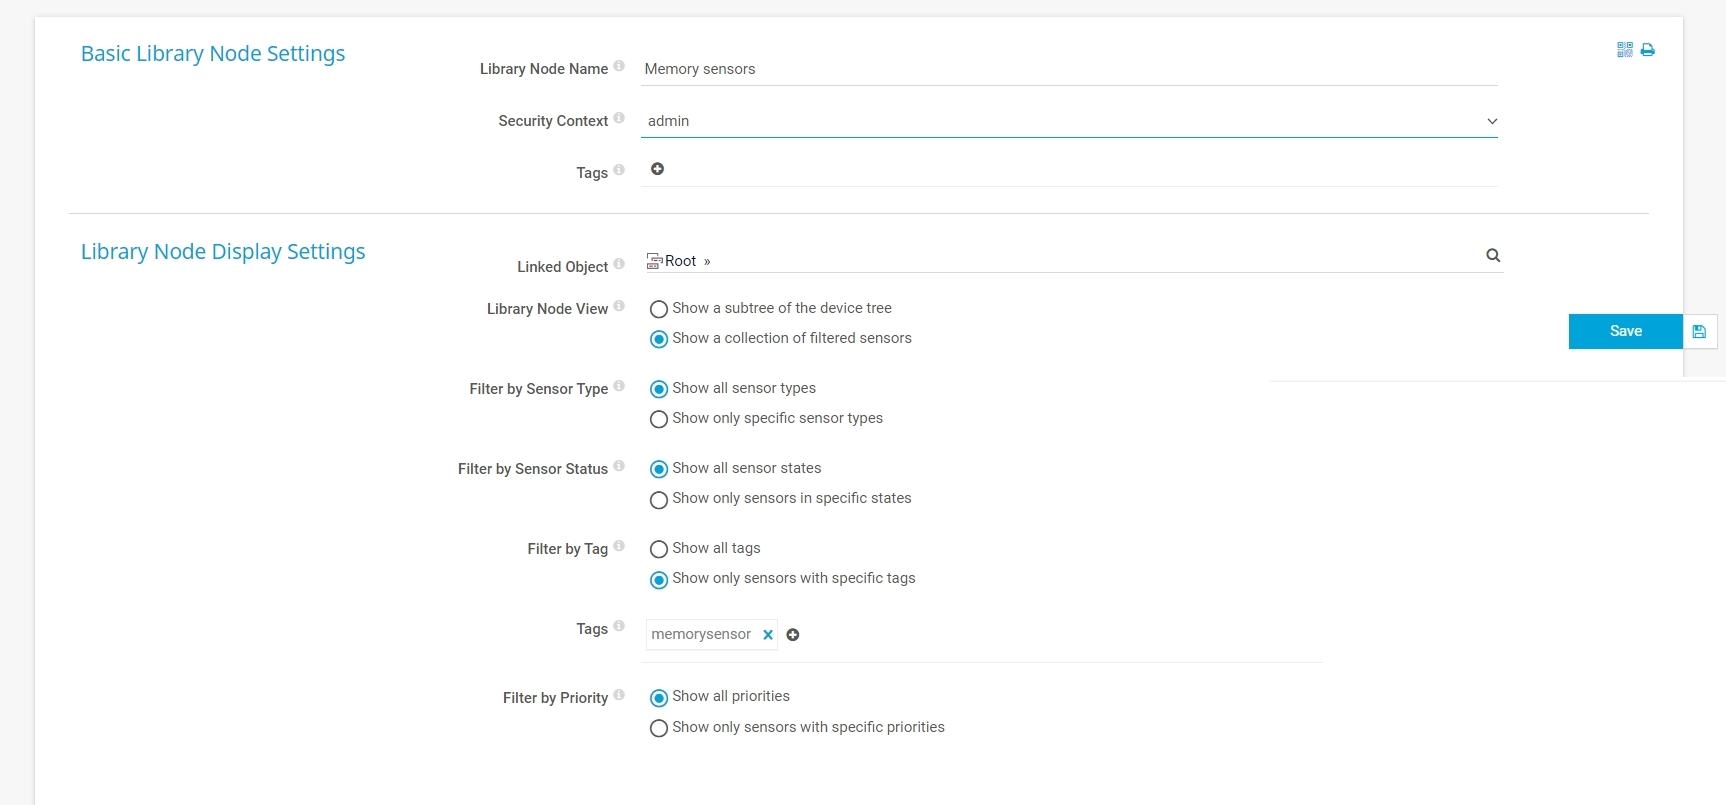 Basic Library Node Settings
Library Node Name
Memory sensors
Security Context
admin
Tags
Library Node Display Settings
Linked Object
Root »
Library Node View
Show a subtree of the device tree
Show a collection of filtered sensors
Save
Filter by Sensor Type
Show all sensor types
Show only specific sensor types
Filter by Sensor Status
Show all sensor states
Show only sensors in specific states
Filter by Tag
Show all tags
Show only sensors with specific tags
Tags
memorysensor
Filter by Priority
Show all priorities
Show only sensors with specific priorities